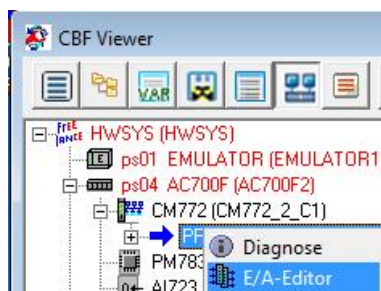 CBF Viewer
VAR
FREE LANCE HWSYS (HWSYS)
ps01 EMULATOR (EMULATOR1
ps04 AC700F (AC700F2)
CM772 (CM772_2_C1)
Diagnose
PM783
E/A-Editor
AI723